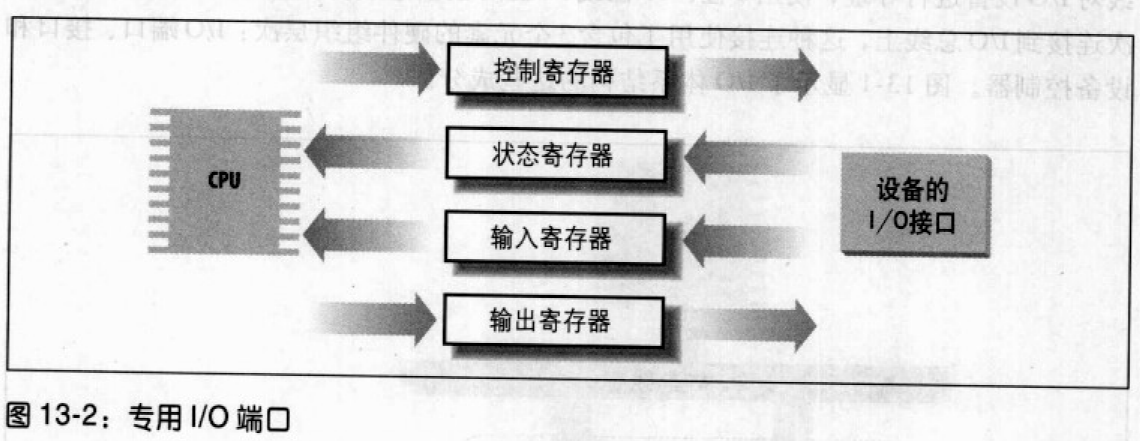 控制寄存器
状态寄存器
CPU
设备的
I/O接口
输入寄存器
输出寄存器
图 13-2：专用 I/O 端口